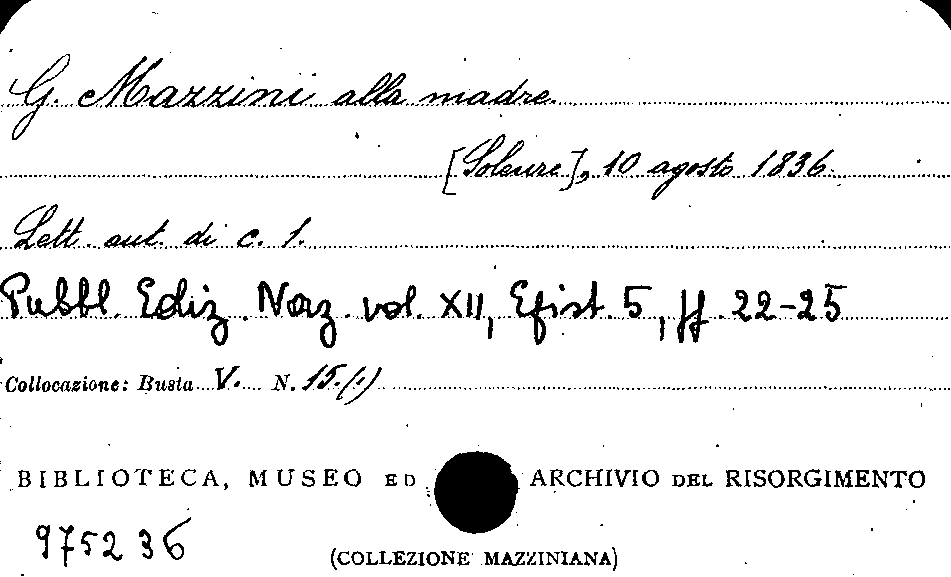 G. Mazzini alla madre.
[Soleure], 10 agosto 1836.
Lett. aut. di c. 1.
Pubbl. Ediz. Naz. vol. XII, Epist. 5, pp. 22-25
Collocazione: Busta V. N. 15.(1)
BIBLIOTECA, MUSEO ED ARCHIVIO DEL RISORGIMENTO
975236
(COLLEZIONE MAZZINIANA)